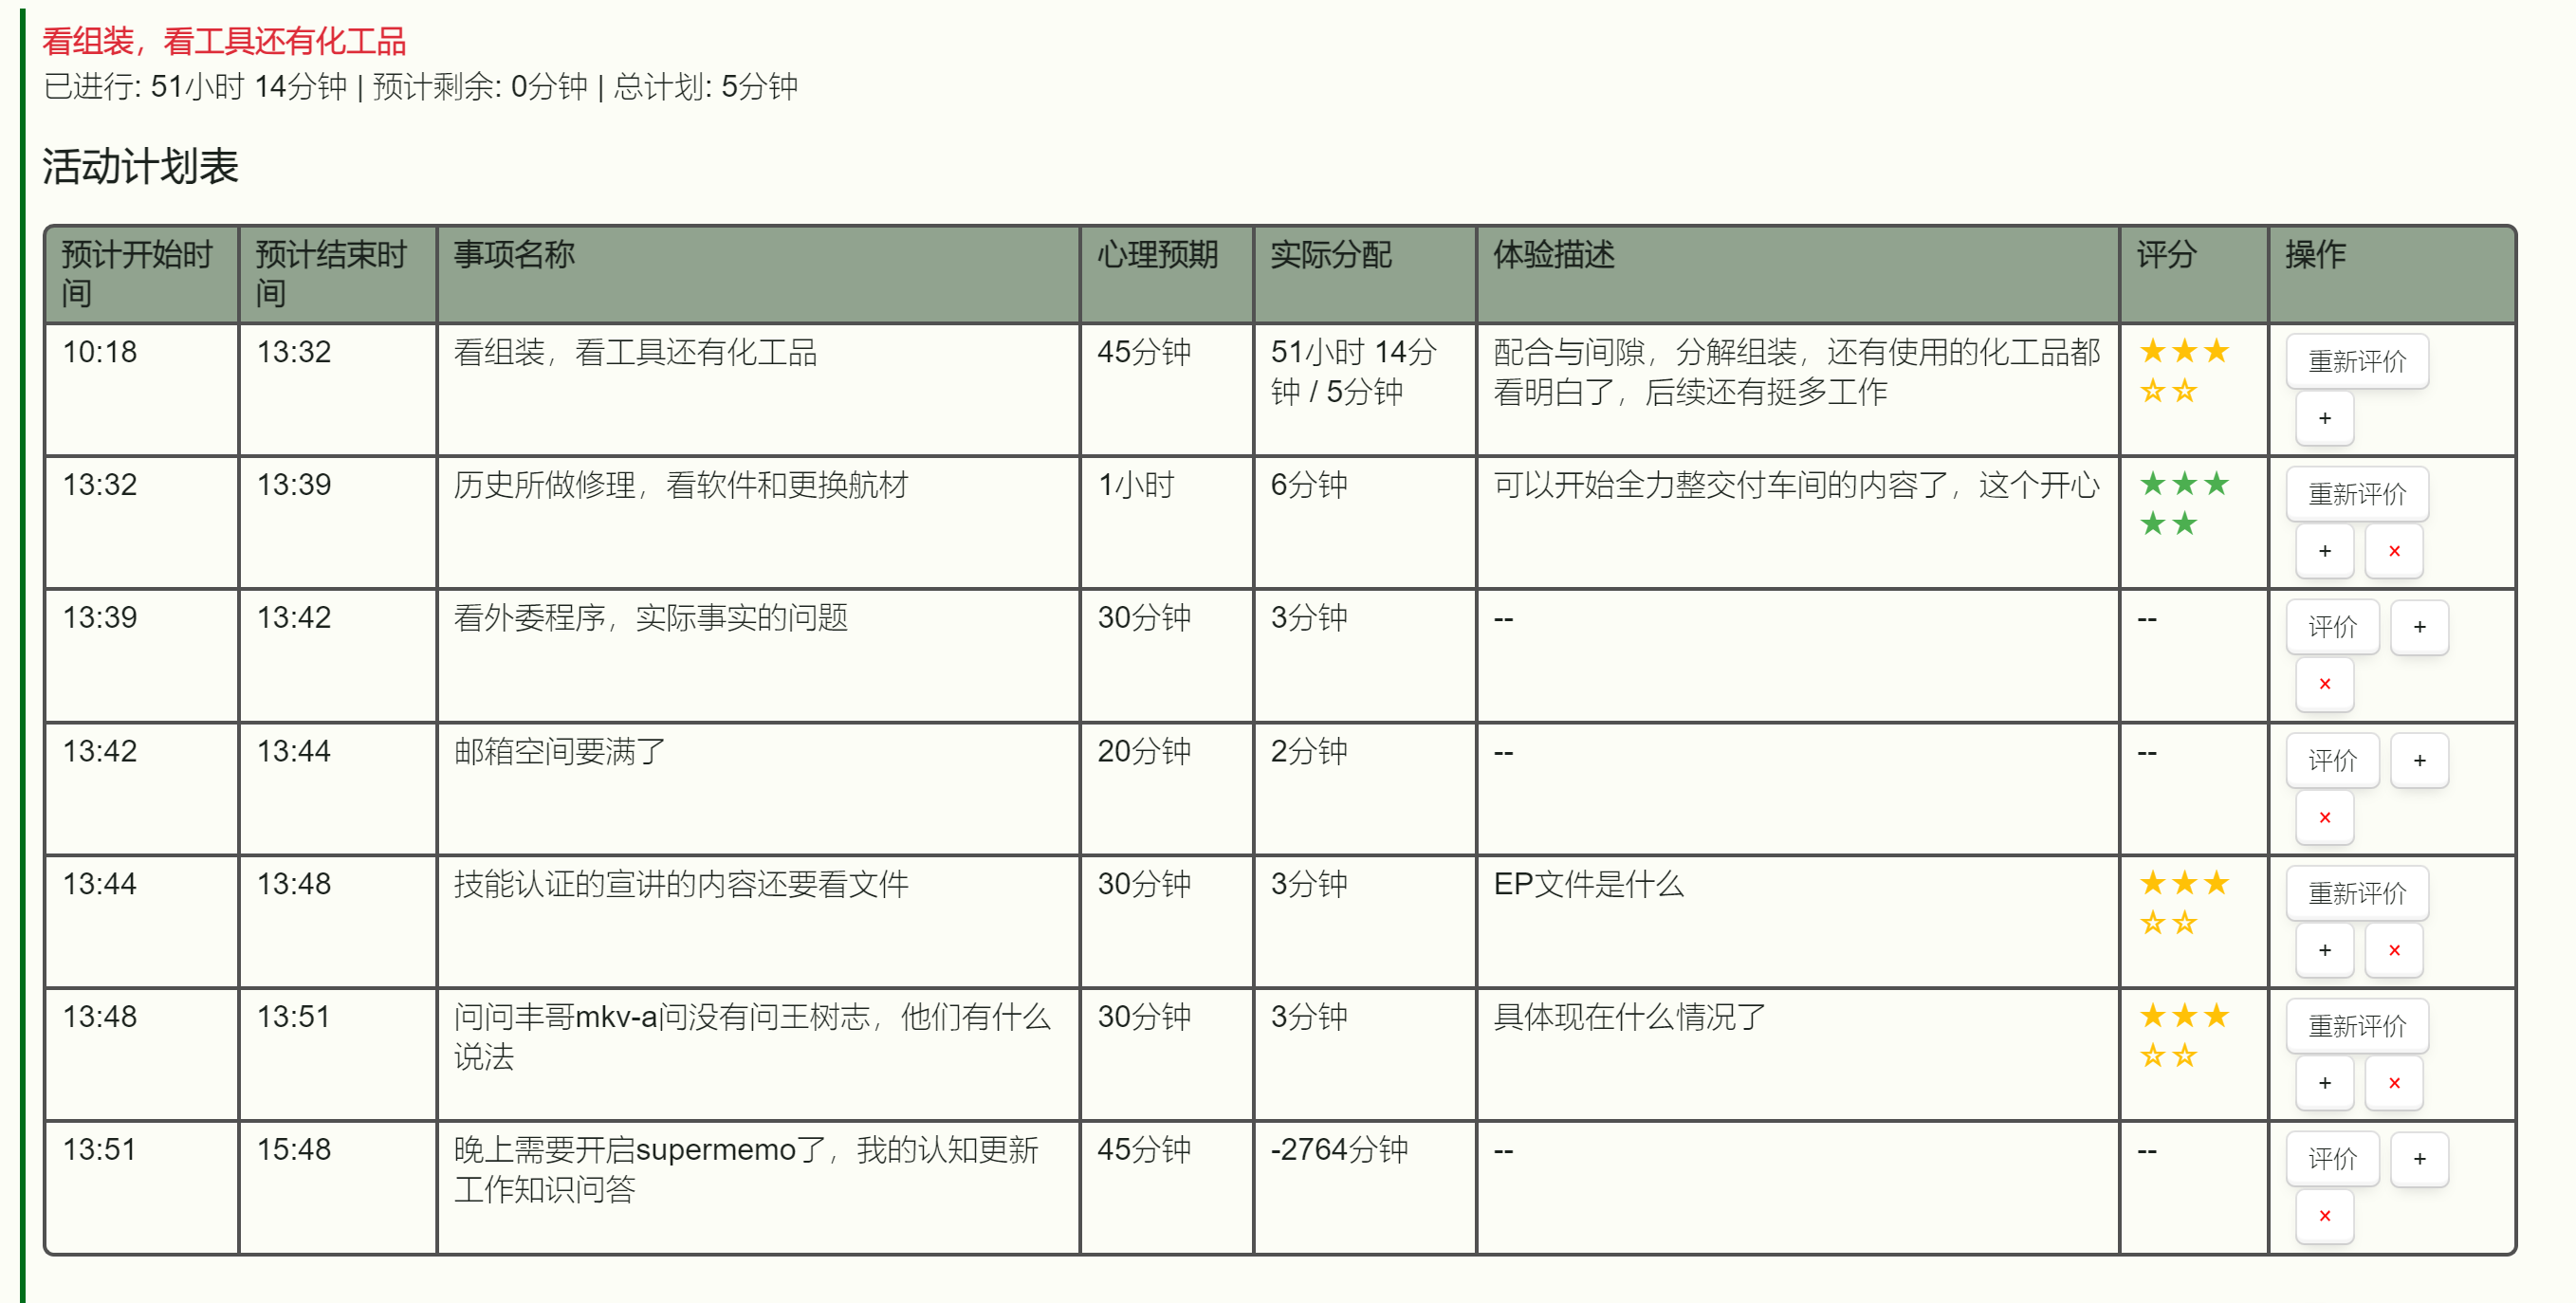 看组装，看工具还有化工品
已进行: 51小时 14分钟 | 预计剩余: 0分钟 | 总计划: 5分钟
活动计划表
预计开始时间 预计结束时间 事项名称 心理预期 实际分配 体验描述 评分 操作
10:18 13:32 看组装，看工具还有化工品 45分钟 51小时 14分钟 / 5分钟 配合与间隙，分解组装，还有使用的化工品都看明白了，后续还有挺多工作 ★★★☆☆ 重新评价 +
13:32 13:39 历史所做修理，看软件和更换航材 1小时 6分钟 可以开始全力整交付车间的内容了，这个开心 ★★★★★ 重新评价 + ×
13:39 13:42 看外委程序，实际事实的问题 30分钟 3分钟 -- -- 评价 + ×
13:42 13:44 邮箱空间要满了 20分钟 2分钟 -- -- 评价 + ×
13:44 13:48 技能认证的宣讲的内容还要看文件 30分钟 3分钟 EP文件是什么 ★★★☆☆ 重新评价 + ×
13:48 13:51 问问丰哥mkv-a问没有问王树志，他们有什么说法 30分钟 3分钟 具体现在什么情况了 ★★★☆☆ 重新评价 + ×
13:51 15:48 晚上需要开启supermemo了，我的认知更新工作知识问答 45分钟 -2764分钟 -- -- 评价 + ×